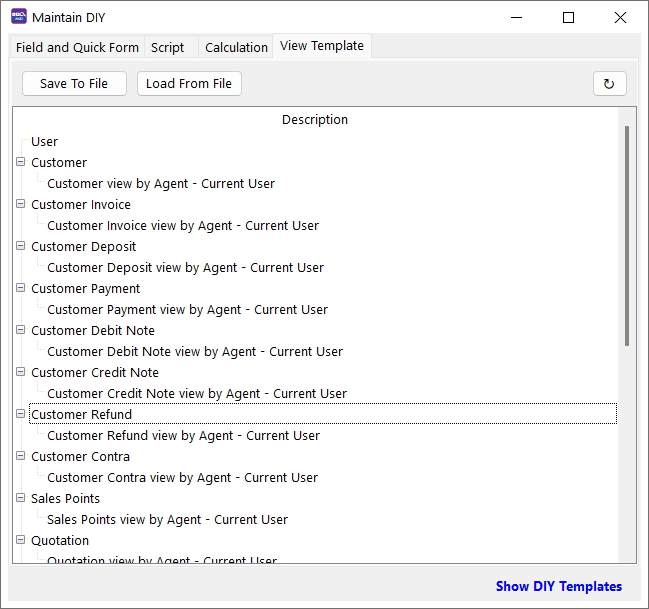 Maintain DIY
Field and Quick Form Script Calculation View Template
Save To File Load From File
Description
User
Customer
Customer view by Agent - Current User
Customer Invoice
Customer Invoice view by Agent - Current User
Customer Deposit
Customer Deposit view by Agent - Current User
Customer Payment
Customer Payment view by Agent - Current User
Customer Debit Note
Customer Debit Note view by Agent - Current User
Customer Credit Note
Customer Credit Note view by Agent - Current User
Customer Refund
Customer Refund view by Agent - Current User
Customer Contra
Customer Contra view by Agent - Current User
Sales Points
Sales Points view by Agent - Current User
Quotation
Quotation view by Agent - Current User
Show DIY Templates